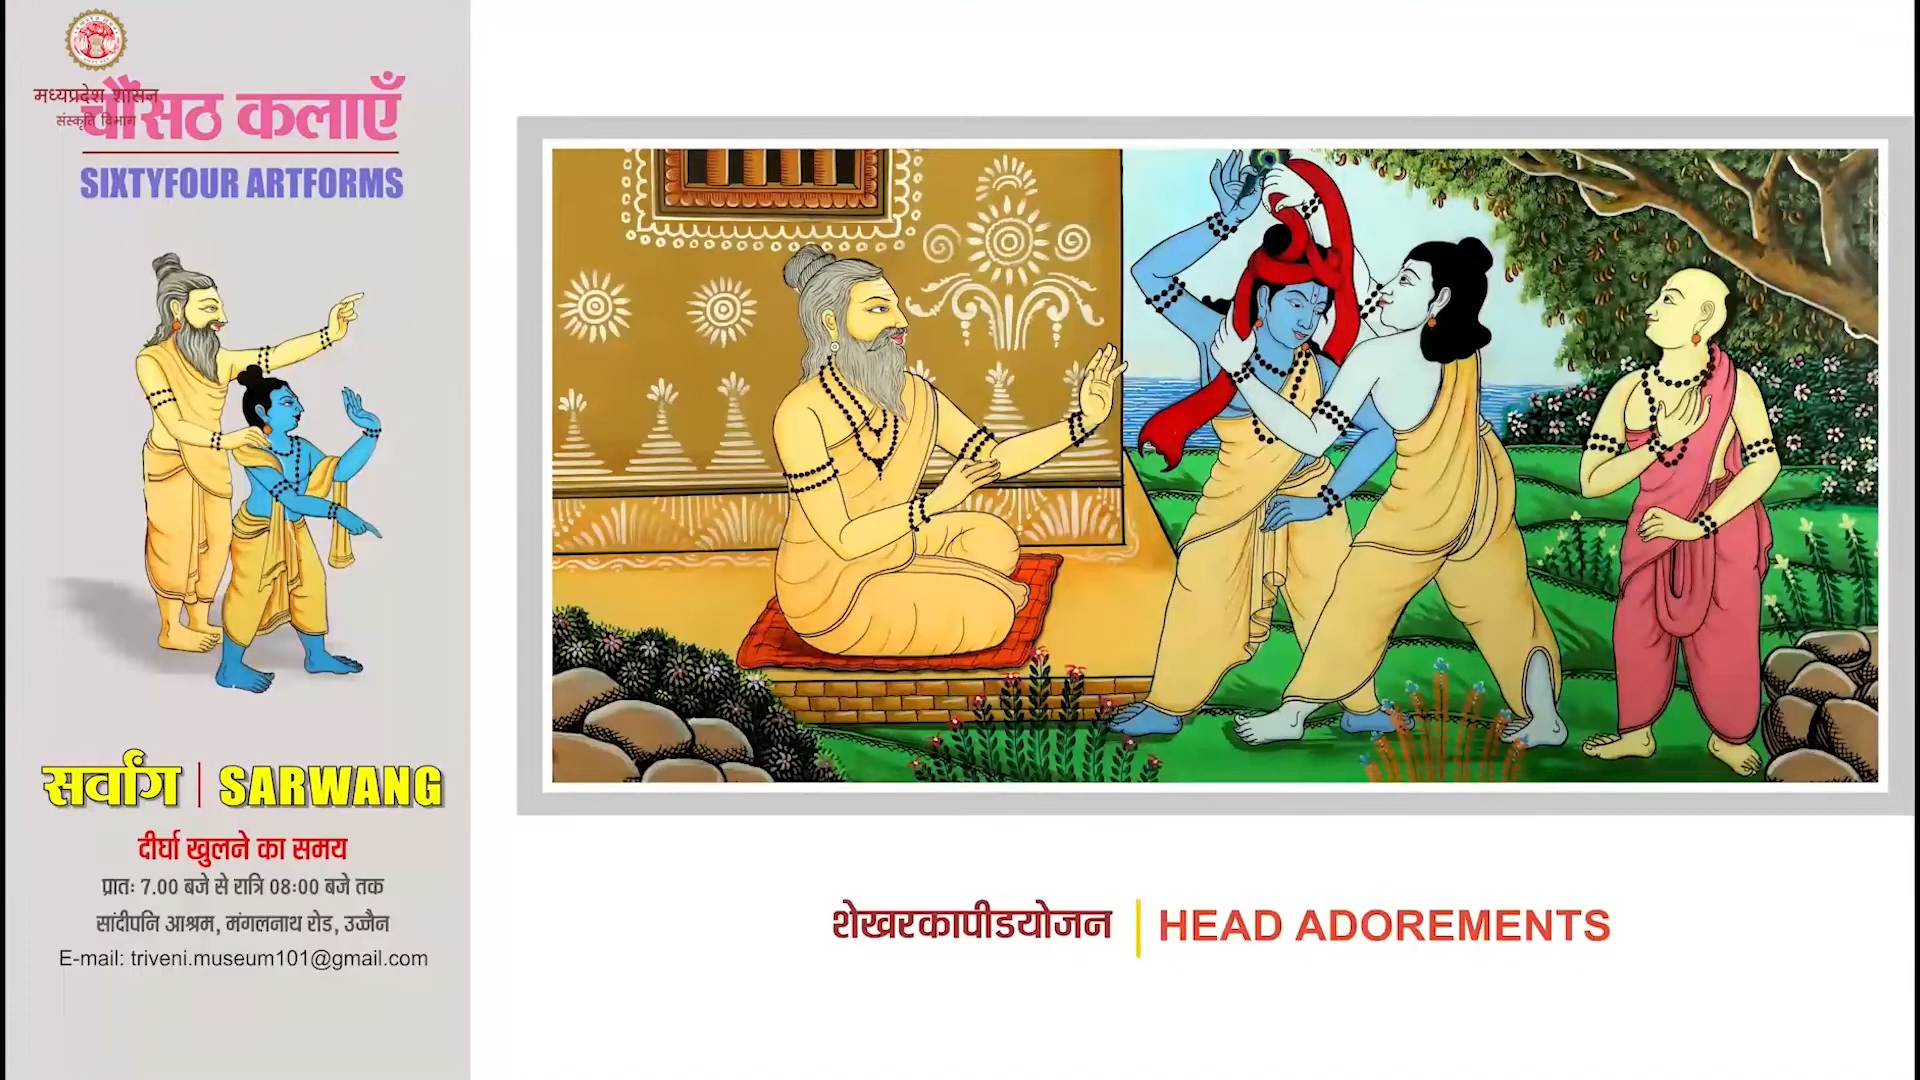 मध्यप्रदेश शासन
संस्कृति विभाग
चौंसठ कलाएँ
SIXTYFOUR ARTFORMS
सर्वांग | SARWANG
दीर्घा खुलने का समय
प्रातः 7.00 बजे से रात्रि 08:00 बजे तक
सांदीपनि आश्रम, मंगलनाथ रोड, उज्जैन
E-mail: triveni.museum101@gmail.com
शेखरकापीडयोजन | HEAD ADOREMENTS